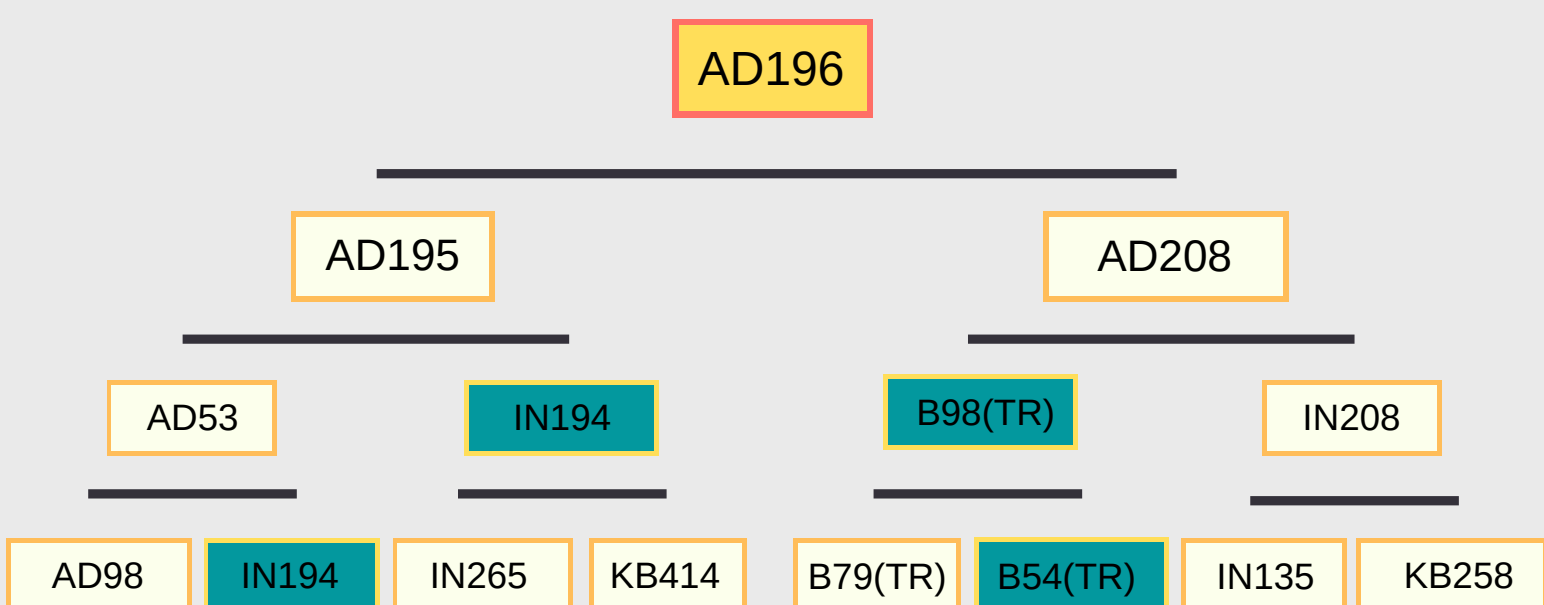 AD196
AD195
AD208
AD53
IN194
B98(TR)
IN208
AD98
IN194
IN265
KB414
B79(TR)
B54(TR)
IN135
KB258